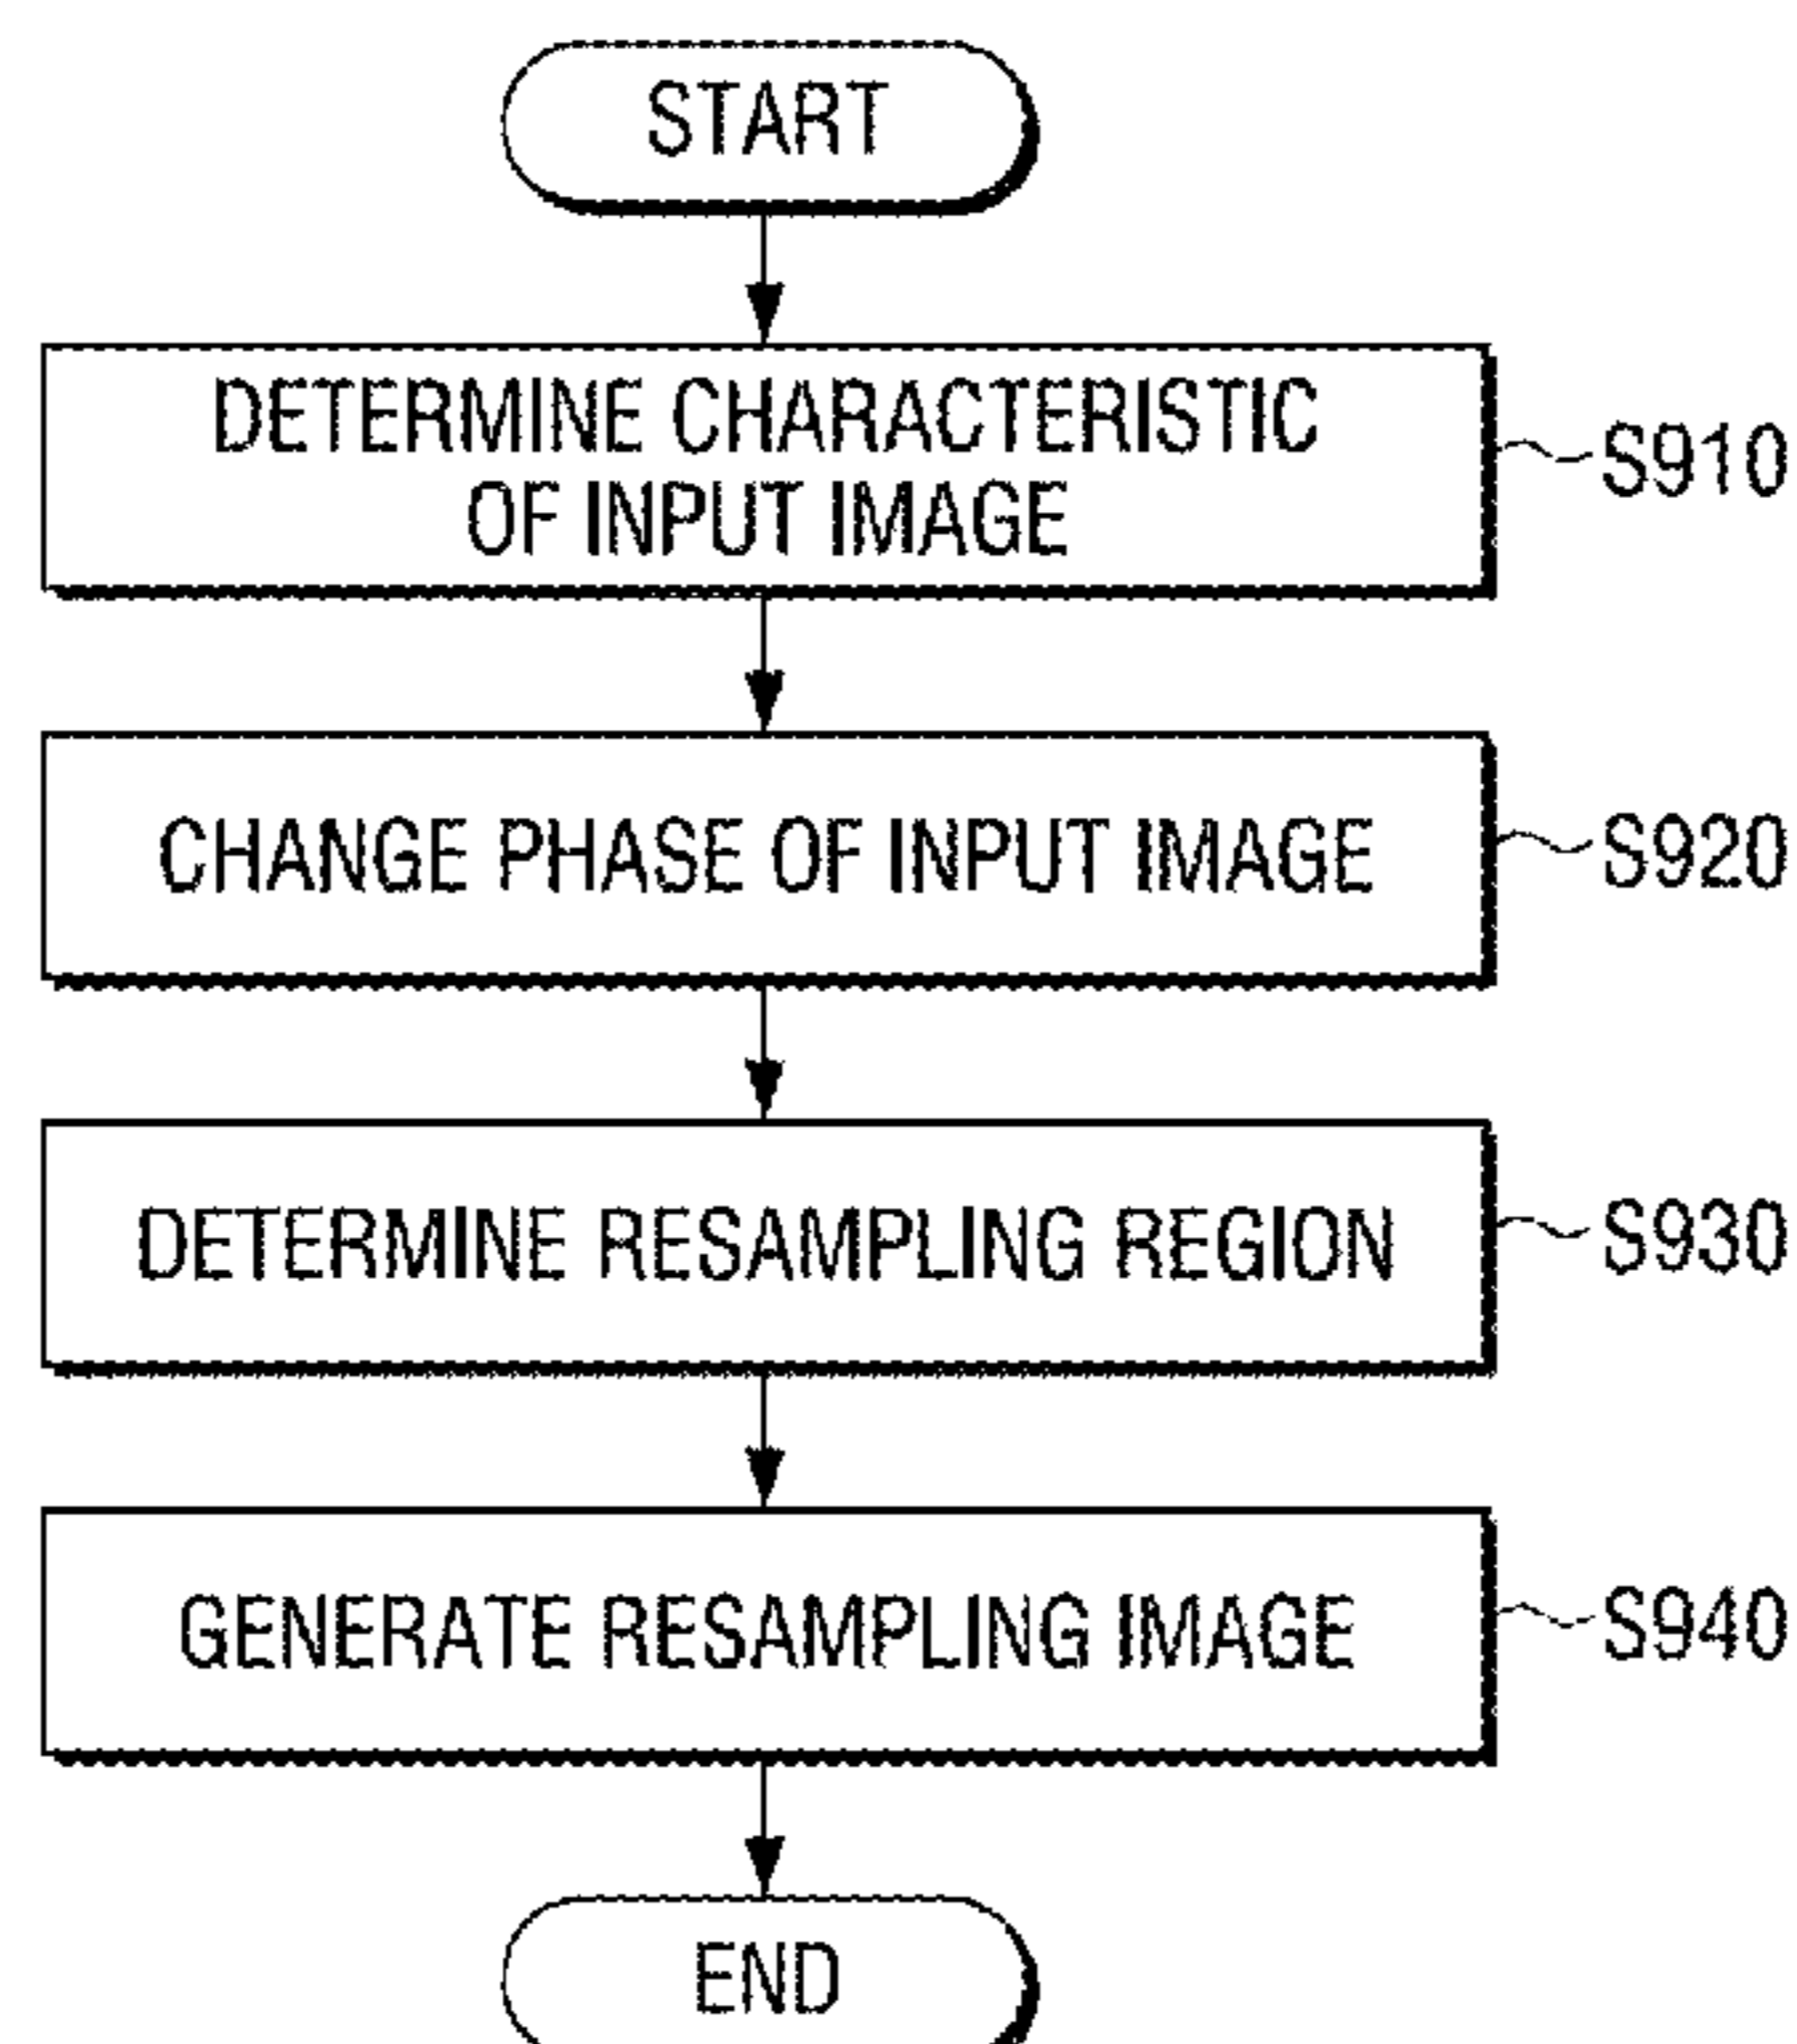 START
DETERMINE CHARACTERISTIC
OF INPUT IMAGE
S910
CHANGE PHASE OF INPUT IMAGE
S920
DETERMINE RESAMPLING REGION
S930
GENERATE RESAMPLING IMAGE
S940
END